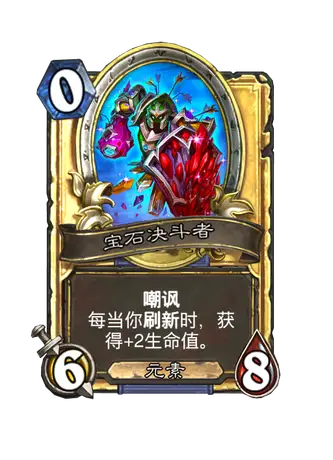 0
宝石决斗者
嘲讽
每当你刷新时，获
得+2生命值。
6
元素
8